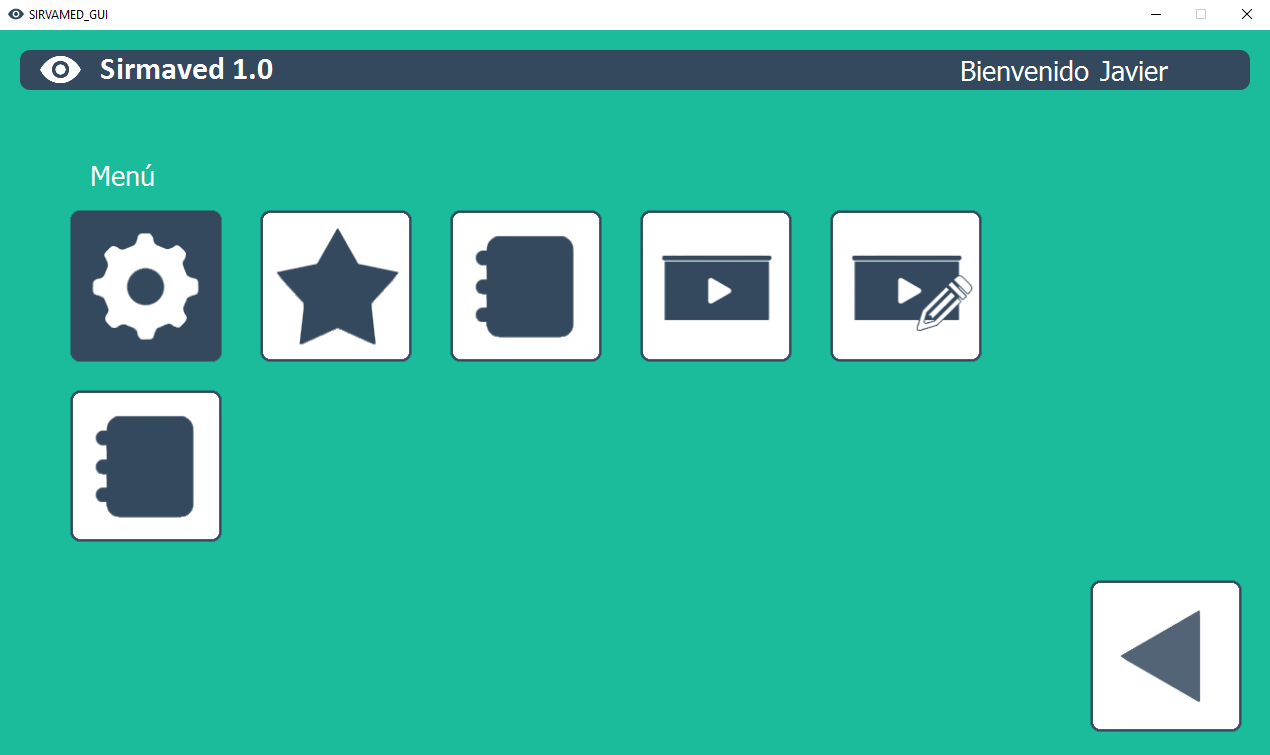 SIRVAMED_GUI
Sirmaved 1.0
Bienvenido Javier
Menú